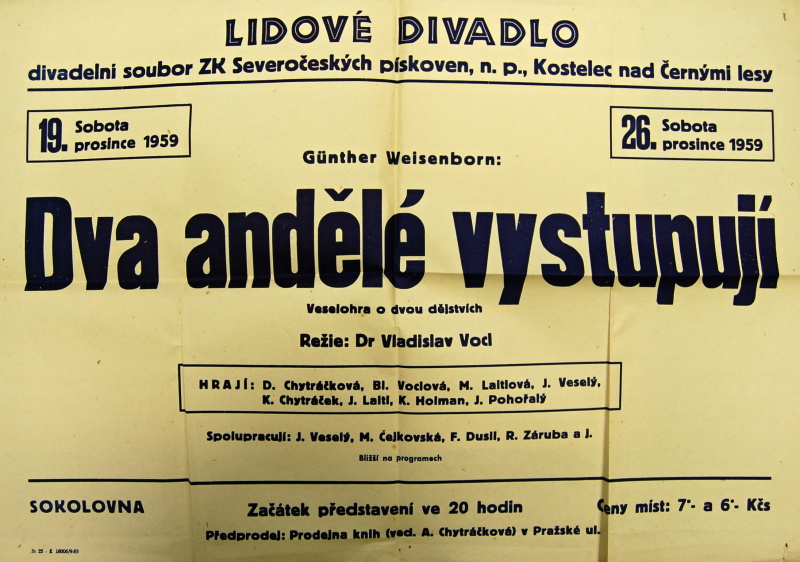 LIDOVÉ DIVADLO
divadelní soubor ZK Severočeských pískoven, n. p., Kostelec nad Černými lesy
19. Sobota prosince 1959
26. Sobota prosince 1959
Günther Weisenborn:
Dva andělé vystupují
Veselohra o dvou dějstvích
Režie: Dr Vladislav Vocl
HRAJÍ: D. Chytráčková, Bl. Voclová, M. Laitlová, J. Veselý,
K. Chytráček, J. Laitl, K. Holman, J. Pohořalý
Spolupracují: J. Veselý, M. Čejkovská, F. Dusil, R. Záruba a j.
Bližší na programech
SOKOLOVNA
Začátek představení ve 20 hodin
Ceny míst: 7·- a 6·- Kčs
Předprodej: Prodejna knih (ved. A. Chytráčková) v Pražské ul.